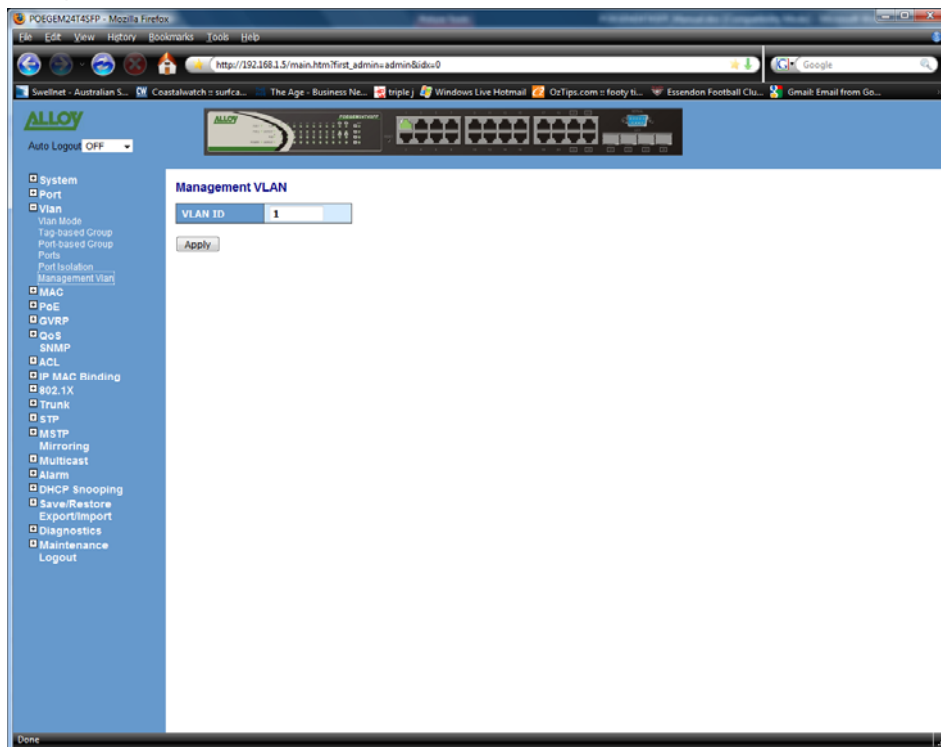 POEGEM24T4SFP - Mozilla Firefox
File Edit View History Bookmarks Tools Help
http://192.168.1.5/main.htm?first_admin=admin&idx=0
Google
Swellnet - Australian S... CW Coastalwatch :: surfca... The Age - Business Ne... triple j Windows Live Hotmail OzTips.com :: footy ti... Essendon Football Clu... Gmail: Email from Go...
ALLOY
ALLOY
Auto Logout OFF
System
Port
Vlan
Vlan Mode
Tag-based Group
Port-based Group
Ports
Port Isolation
Management Vlan
MAC
PoE
GVRP
QoS
SNMP
ACL
IP MAC Binding
802.1X
Trunk
STP
MSTP
Mirroring
Multicast
Alarm
DHCP Snooping
Save/Restore
Export/Import
Diagnostics
Maintenance
Logout
Management VLAN
VLAN ID 1
Apply
Done